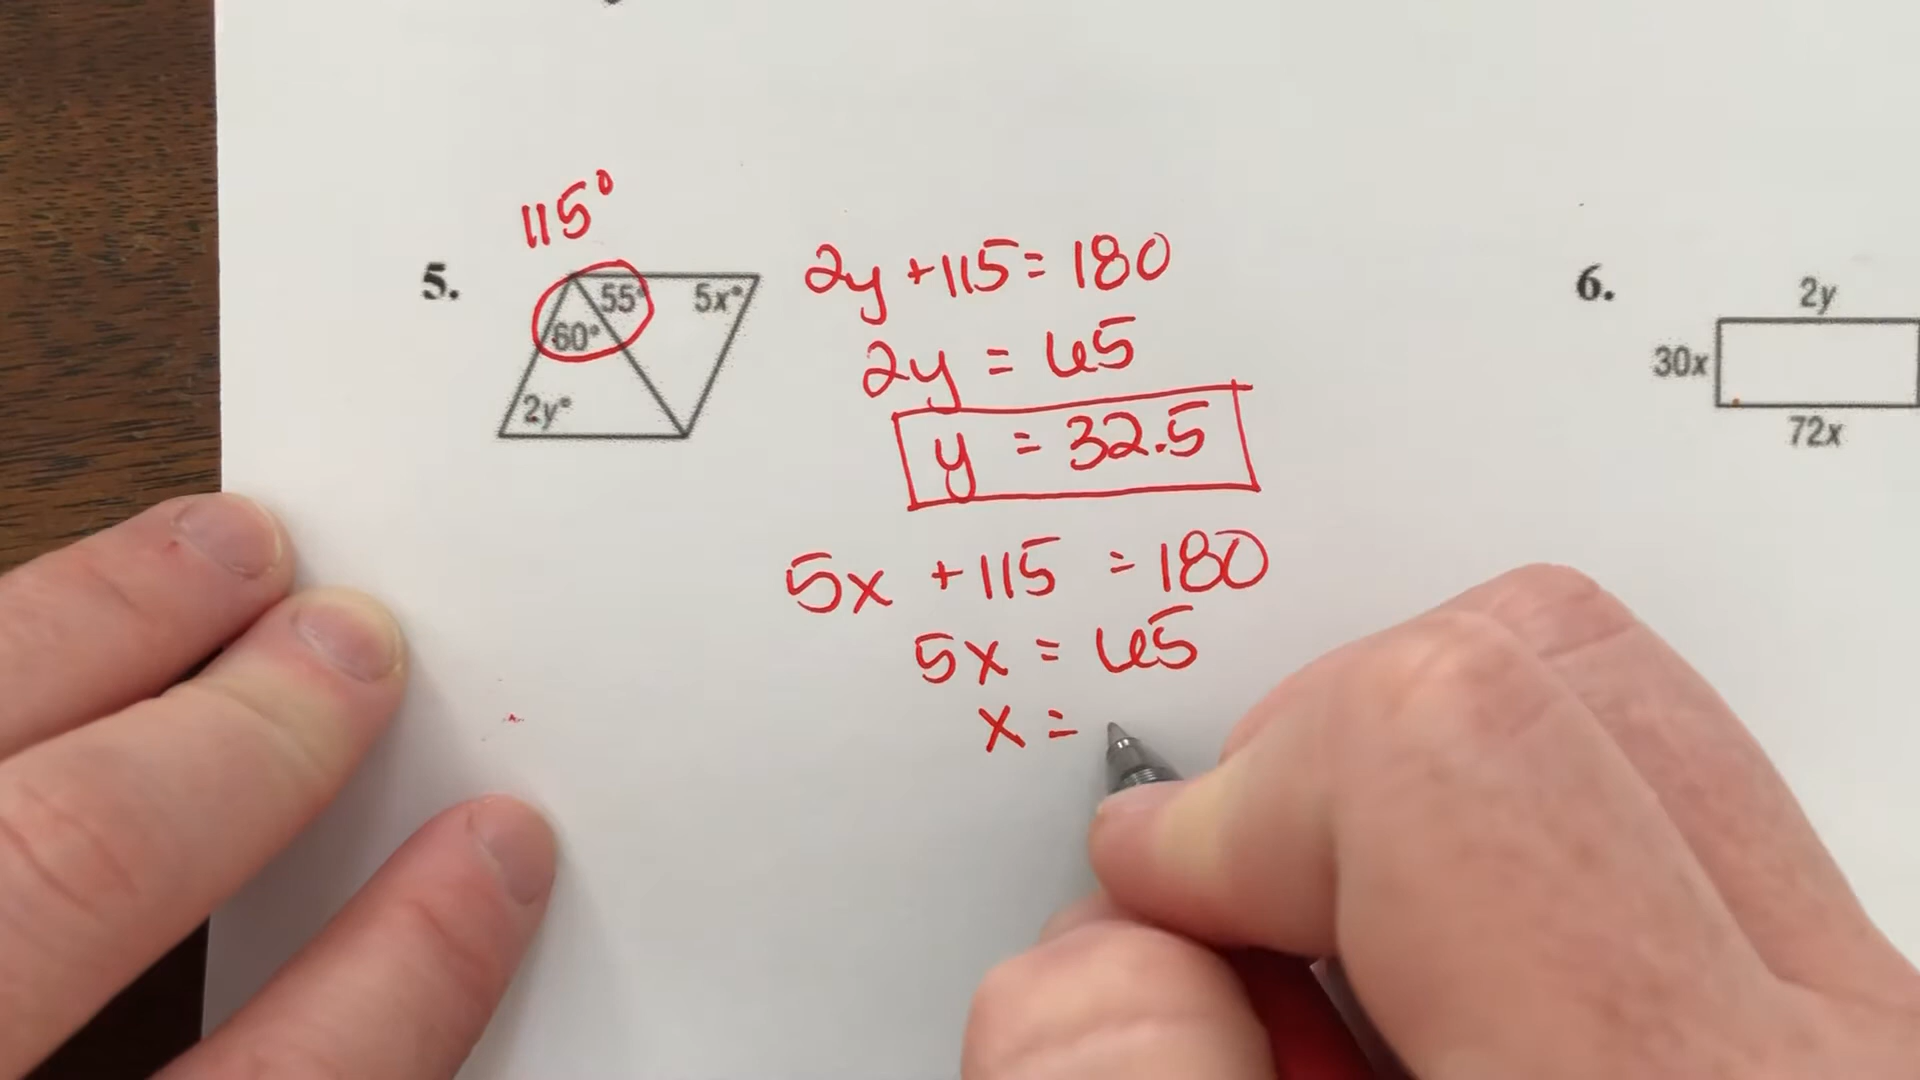 115°
5.
55°
5x°
60°
2y°
2y + 115 = 180
2y = 65
y = 32.5
5x + 115 = 180
5x = 65
x =
6.
2y
30x
72x